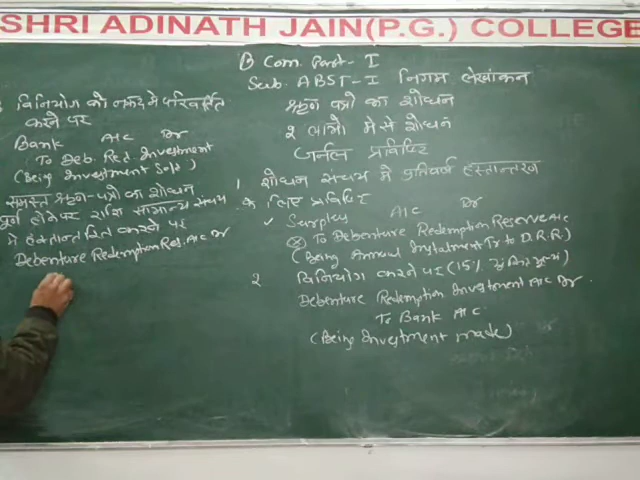 SHRI ADINATH JAIN(P.G.) COLLEGE
B Com. Part - I
Sub. ABST - I निगम लेखांकन
ऋण पत्रो का शोधन
२ लाभो मे से शोधन
जर्नल प्रविष्टि
1. शोधन संचय मे प्रतिवर्ष हस्तान्तरण
के लिए प्रविष्टि
Surplus A/C Dr
To Debenture Redemption Reserve A/c
(Being Annual Instalment Tr to D.R.R)
2 विनियोग करने पर (15%
Debenture Redemption Investment A/c Dr.
To Bank A/C
(Being Investment made)
विनियोग को नकद मे परिवर्तित
करने पर
Bank A/C Dr
To Deb. Red. Investment
(Being Investment Sold)
समस्त ऋण-पत्रो का शोधन
पूर्ण होने पर राशि सामान्य संचय
मे हस्तान्तरित करने पर
Debenture Redemption Res. A/C Dr